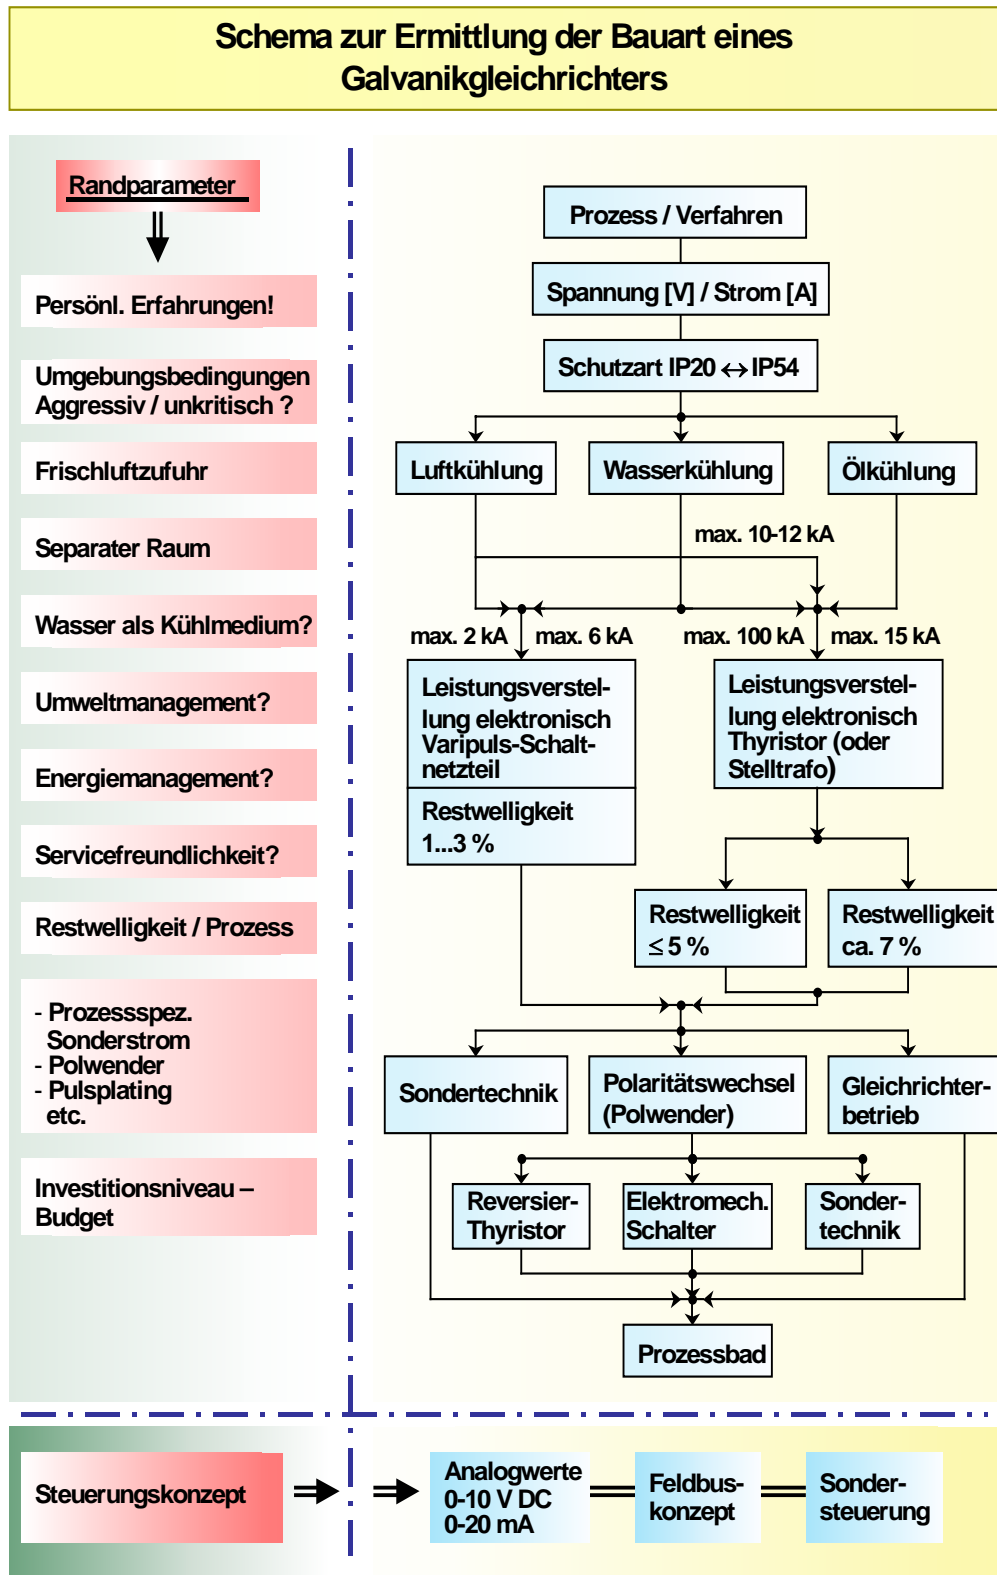 Schema zur Ermittlung der Bauart eines
Galvanikgleichrichters
Randparameter
Persönl. Erfahrungen!
Umgebungsbedingungen
Aggressiv / unkritisch ?
Frischluftzufuhr
Separater Raum
Wasser als Kühlmedium?
Umweltmanagement?
Energiemanagement?
Servicefreundlichkeit?
Restwelligkeit / Prozess
- Prozessspez.
Sonderstrom
- Polwender
- Pulsplating
etc.
Investitionsniveau –
Budget
Prozess / Verfahren
Spannung [V] / Strom [A]
Schutzart IP20 ↔ IP54
Luftkühlung
Wasserkühlung
Ölkühlung
max. 10-12 kA
max. 2 kA
max. 6 kA
max. 100 kA
max. 15 kA
Leistungsverstel-
lung elektronisch
Varipuls-Schalt-
netzteil
Restwelligkeit
1...3 %
Leistungsverstel-
lung elektronisch
Thyristor (oder
Stelltrafo)
Restwelligkeit
≤ 5 %
Restwelligkeit
ca. 7 %
Sondertechnik
Polaritätswechsel
(Polwender)
Gleichrichter-
betrieb
Reversier-
Thyristor
Elektromech.
Schalter
Sonder-
technik
Prozessbad
Steuerungskonzept
Analogwerte
0-10 V DC
0-20 mA
Feldbus-
konzept
Sonder-
steuerung